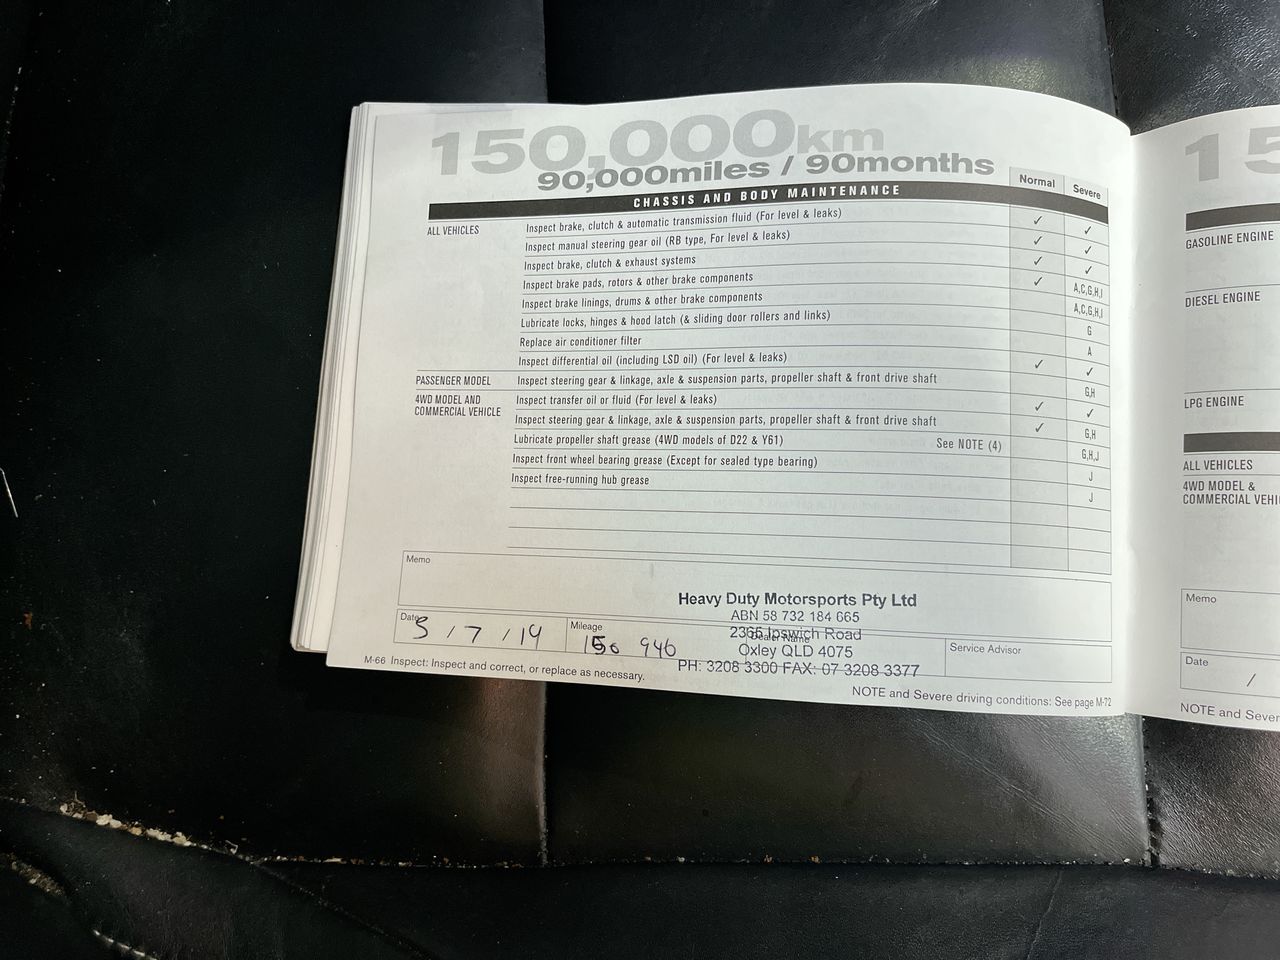 150,000km
90,000miles / 90months
Normal Severe
CHASSIS AND BODY MAINTENANCE
ALL VEHICLES Inspect brake, clutch & automatic transmission fluid (For level & leaks) ✓ ✓
Inspect manual steering gear oil (RB type, For level & leaks) ✓ ✓
Inspect brake, clutch & exhaust systems ✓ ✓
Inspect brake pads, rotors & other brake components ✓ A,C,G,H,I
Inspect brake linings, drums & other brake components A,C,G,H,I
Lubricate locks, hinges & hood latch (& sliding door rollers and links) G
Replace air conditioner filter A
Inspect differential oil (including LSD oil) (For level & leaks) ✓ ✓
PASSENGER MODEL Inspect steering gear & linkage, axle & suspension parts, propeller shaft & front drive shaft G,H
4WD MODEL AND COMMERCIAL VEHICLE Inspect transfer oil or fluid (For level & leaks) ✓ ✓
Inspect steering gear & linkage, axle & suspension parts, propeller shaft & front drive shaft ✓ G,H
Lubricate propeller shaft grease (4WD models of D22 & Y61) See NOTE (4) G,H,J
Inspect front wheel bearing grease (Except for sealed type bearing) J
Inspect free-running hub grease J
Memo
Heavy Duty Motorsports Pty Ltd
ABN 58 732 184 665
2365 Ipswich Road
Oxley QLD 4075
PH: 3208 3300 FAX: 07 3208 3377
Date 3 / 7 / 19
Mileage 150 946
Dealer Name
Service Advisor
M-66 Inspect: Inspect and correct, or replace as necessary.
NOTE and Severe driving conditions: See page M-72
15
GASOLINE ENGINE
DIESEL ENGINE
LPG ENGINE
ALL VEHICLES
4WD MODEL &
COMMERCIAL VEHI
Memo
Date /
NOTE and Sever